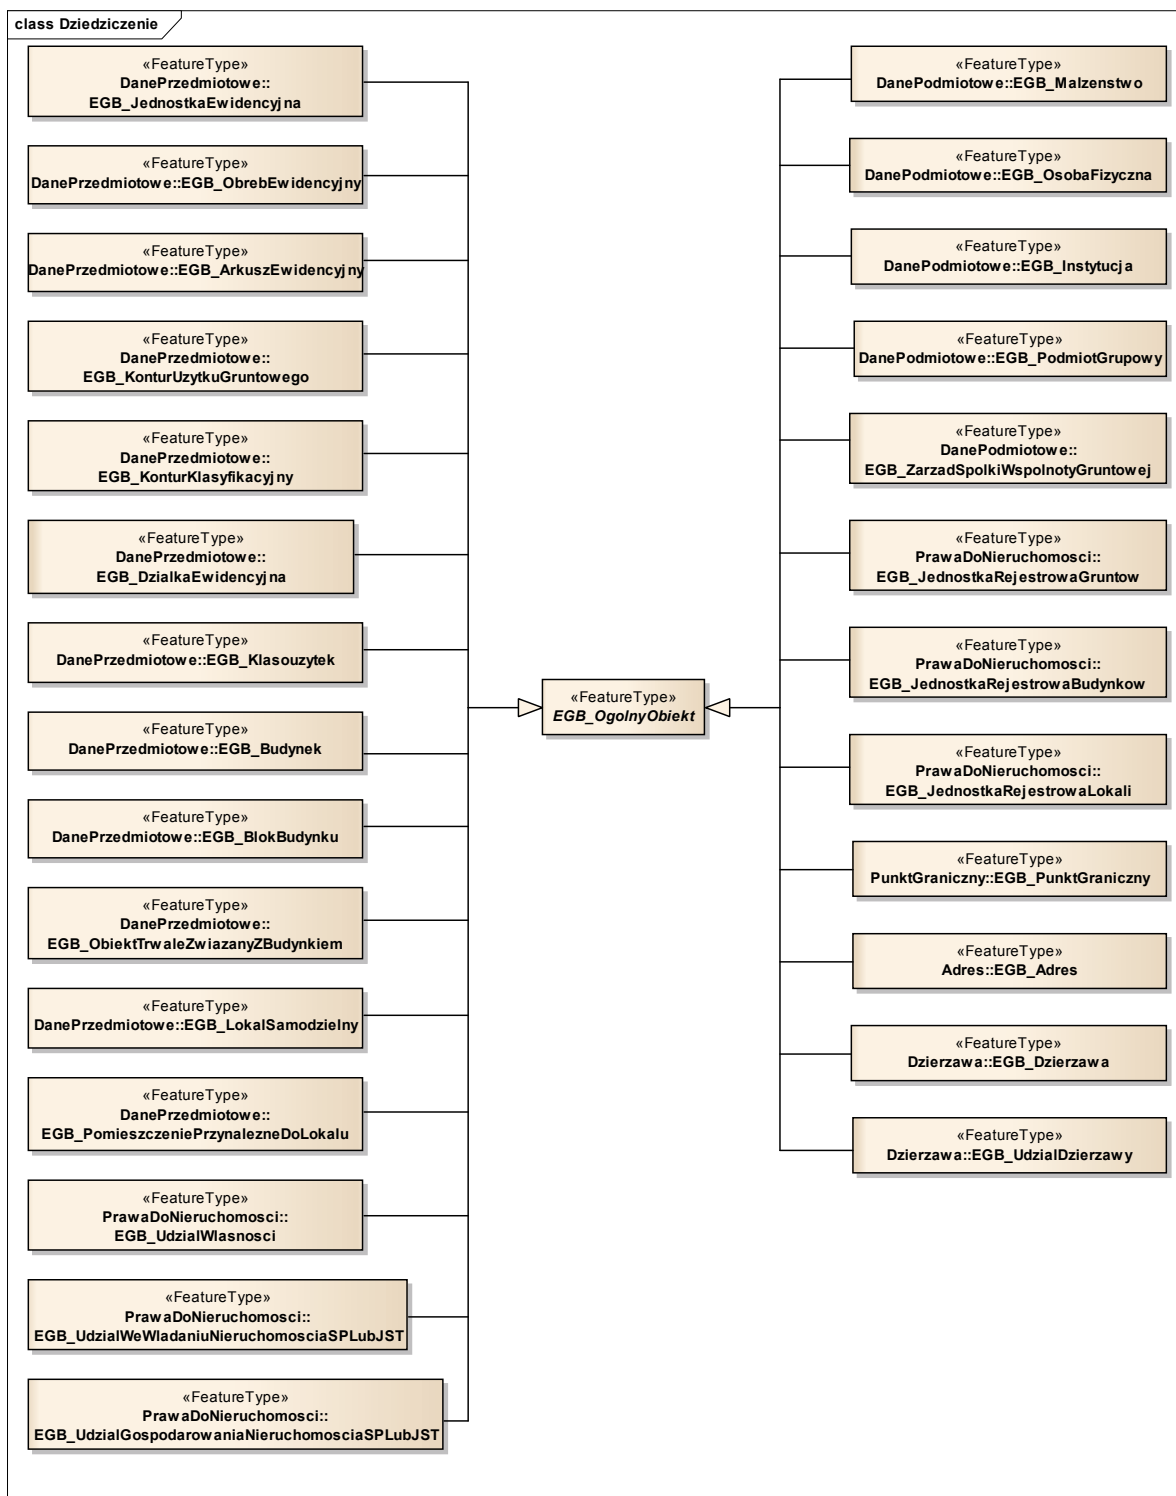 class Dziedziczenie
«FeatureType»
DanePrzedmiotowe::
EGB_JednostkaEwidencyjna
«FeatureType»
DanePrzedmiotowe::EGB_ObrebEwidencyjny
«FeatureType»
DanePrzedmiotowe::EGB_ArkuszEwidencyjny
«FeatureType»
DanePrzedmiotowe::
EGB_KonturUzytkuGruntowego
«FeatureType»
DanePrzedmiotowe::
EGB_KonturKlasyfikacyjny
«FeatureType»
DanePrzedmiotowe::
EGB_DzialkaEwidencyjna
«FeatureType»
DanePrzedmiotowe::EGB_Klasouzytek
«FeatureType»
DanePrzedmiotowe::EGB_Budynek
«FeatureType»
DanePrzedmiotowe::EGB_BlokBudynku
«FeatureType»
DanePrzedmiotowe::
EGB_ObiektTrwaleZwiazanyZBudynkiem
«FeatureType»
DanePrzedmiotowe::EGB_LokalSamodzielny
«FeatureType»
DanePrzedmiotowe::
EGB_PomieszczeniePrzynalezneDoLokalu
«FeatureType»
PrawaDoNieruchomosci::
EGB_UdzialWlasnosci
«FeatureType»
PrawaDoNieruchomosci::
EGB_UdzialWeWladaniuNieruchomosciaSPLubJST
«FeatureType»
PrawaDoNieruchomosci::
EGB_UdzialGospodarowaniaNieruchomosciaSPLubJST
«FeatureType»
EGB_OgolnyObiekt
«FeatureType»
DanePodmiotowe::EGB_Malzenstwo
«FeatureType»
DanePodmiotowe::EGB_OsobaFizyczna
«FeatureType»
DanePodmiotowe::EGB_Instytucja
«FeatureType»
DanePodmiotowe::EGB_PodmiotGrupowy
«FeatureType»
DanePodmiotowe::
EGB_ZarzadSpolkiWspolnotyGruntowej
«FeatureType»
PrawaDoNieruchomosci::
EGB_JednostkaRejestrowaGruntow
«FeatureType»
PrawaDoNieruchomosci::
EGB_JednostkaRejestrowaBudynkow
«FeatureType»
PrawaDoNieruchomosci::
EGB_JednostkaRejestrowaLokali
«FeatureType»
PunktGraniczny::EGB_PunktGraniczny
«FeatureType»
Adres::EGB_Adres
«FeatureType»
Dzierzawa::EGB_Dzierzawa
«FeatureType»
Dzierzawa::EGB_UdzialDzierzawy